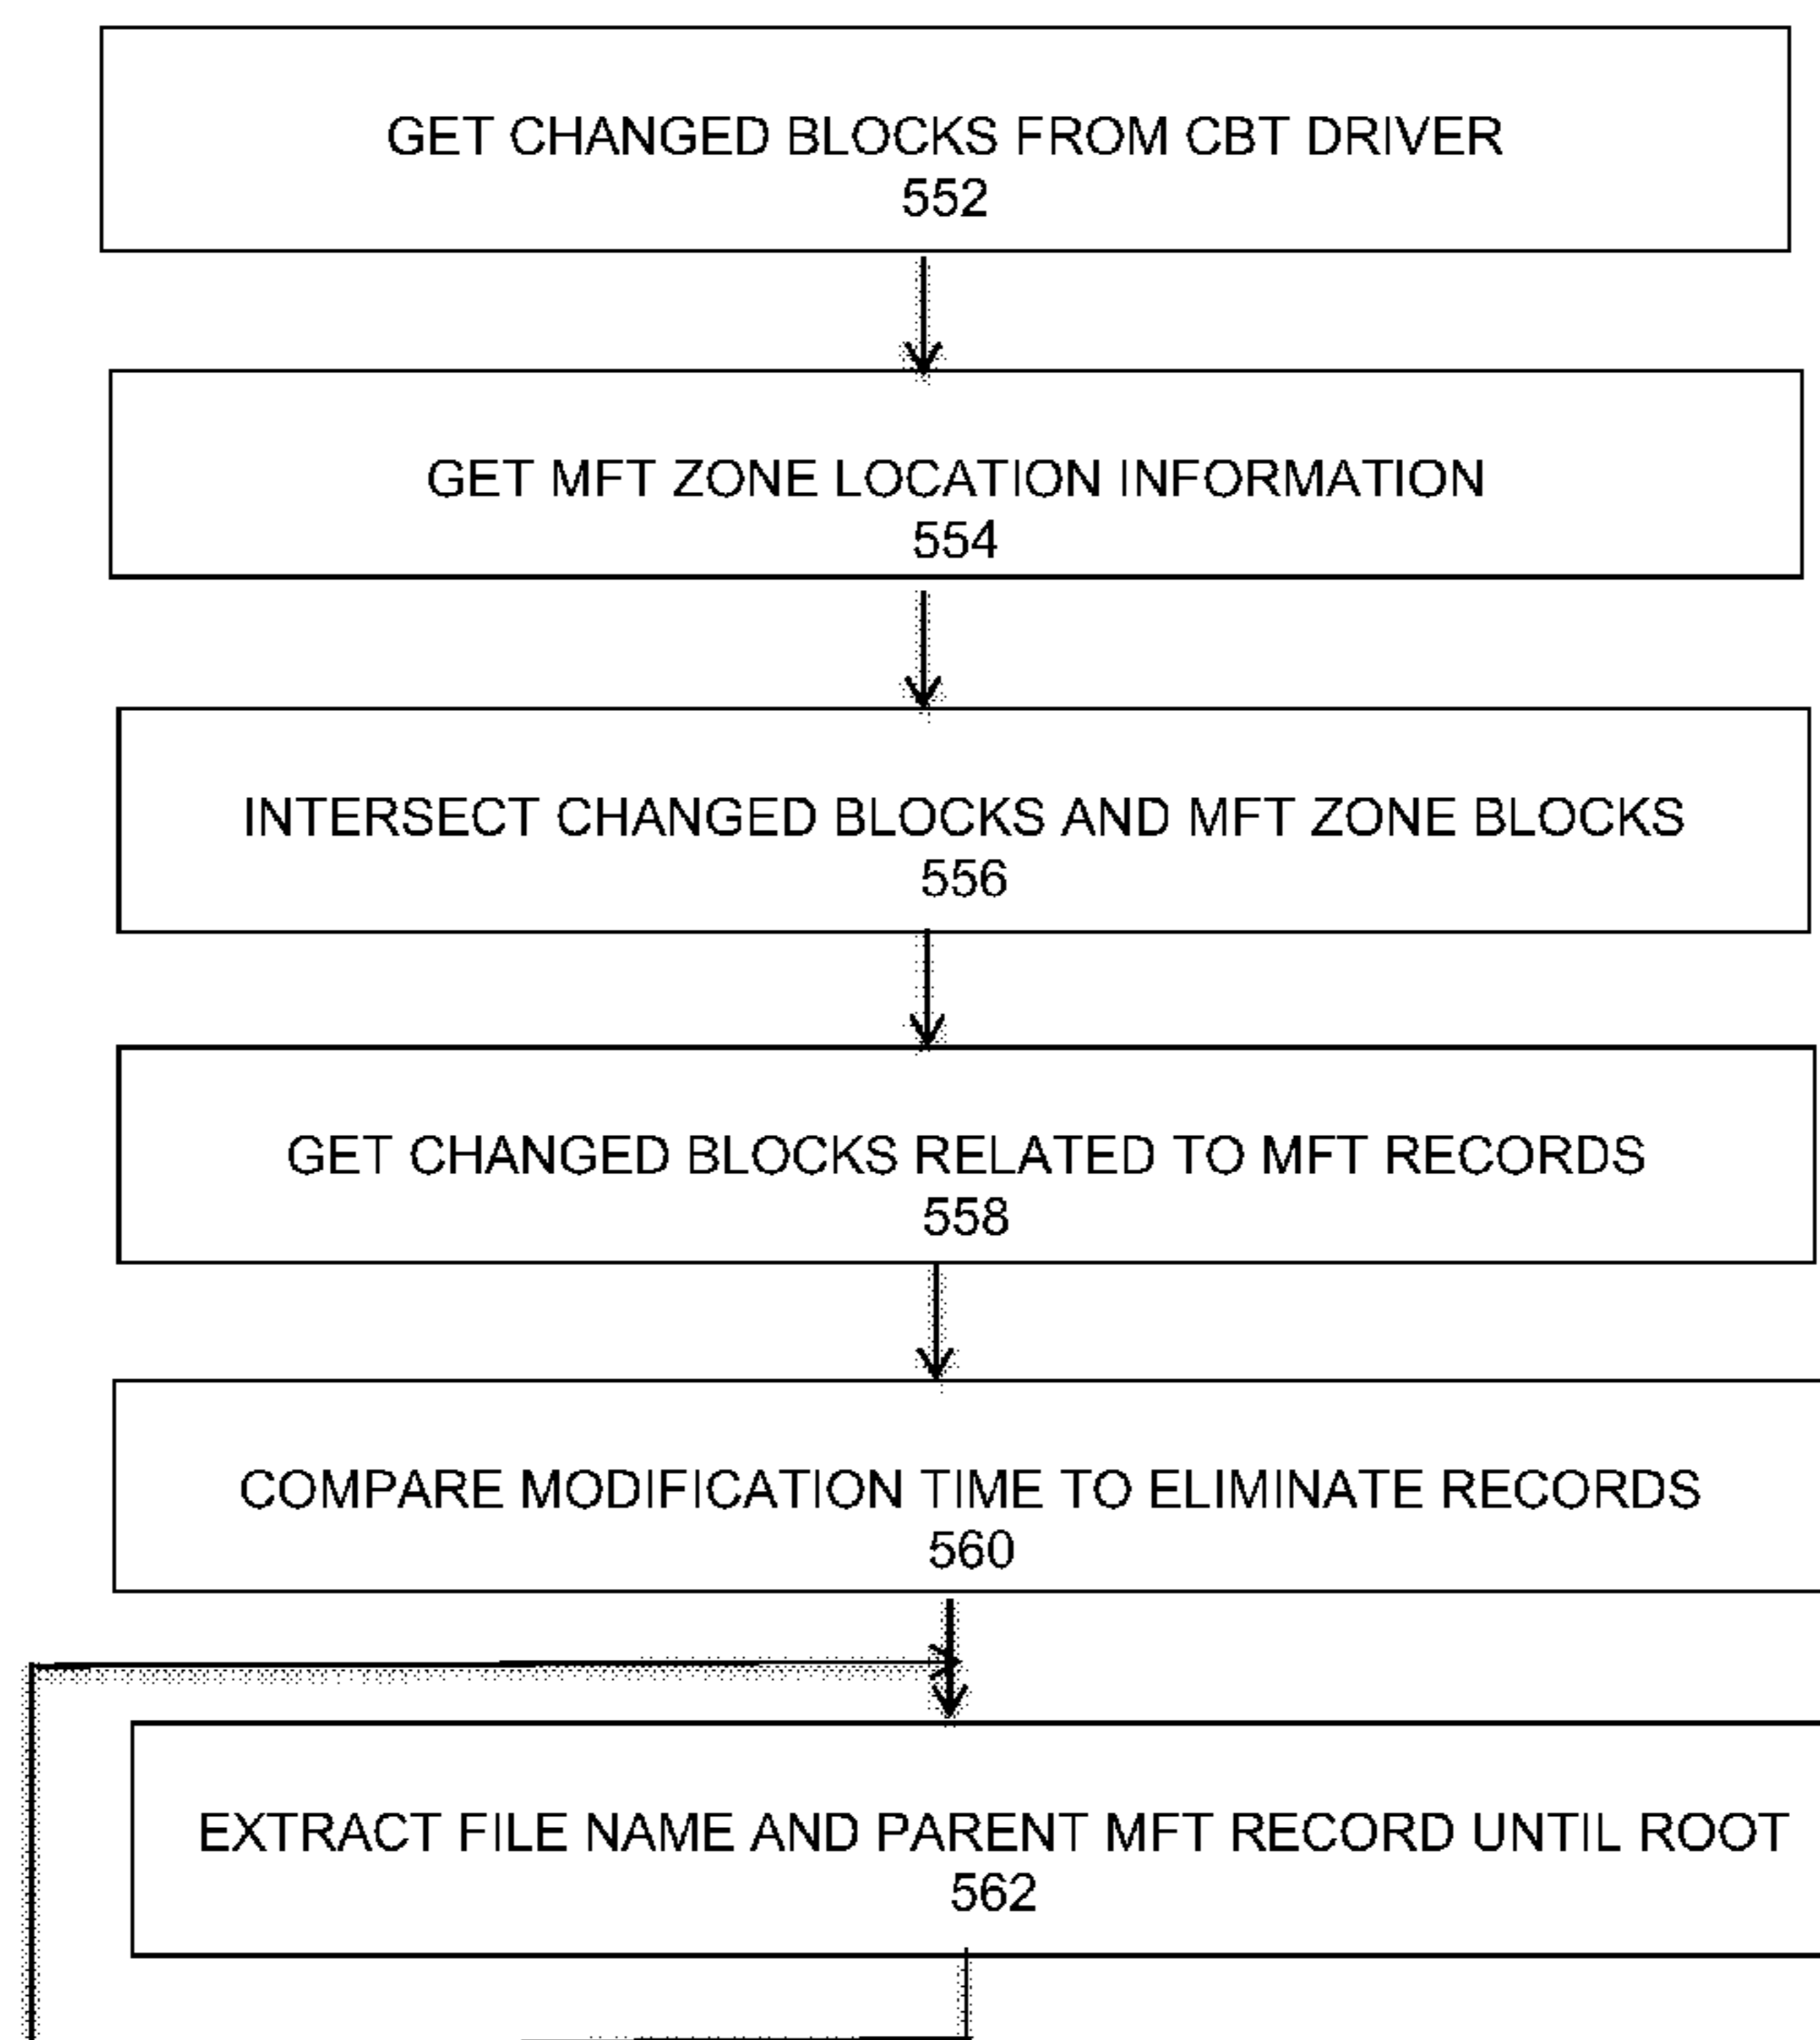 GET CHANGED BLOCKS FROM CBT DRIVER
552
GET MFT ZONE LOCATION INFORMATION
554
INTERSECT CHANGED BLOCKS AND MFT ZONE BLOCKS
556
GET CHANGED BLOCKS RELATED TO MFT RECORDS
558
COMPARE MODIFICATION TIME TO ELIMINATE RECORDS
560
EXTRACT FILE NAME AND PARENT MFT RECORD UNTIL ROOT
562